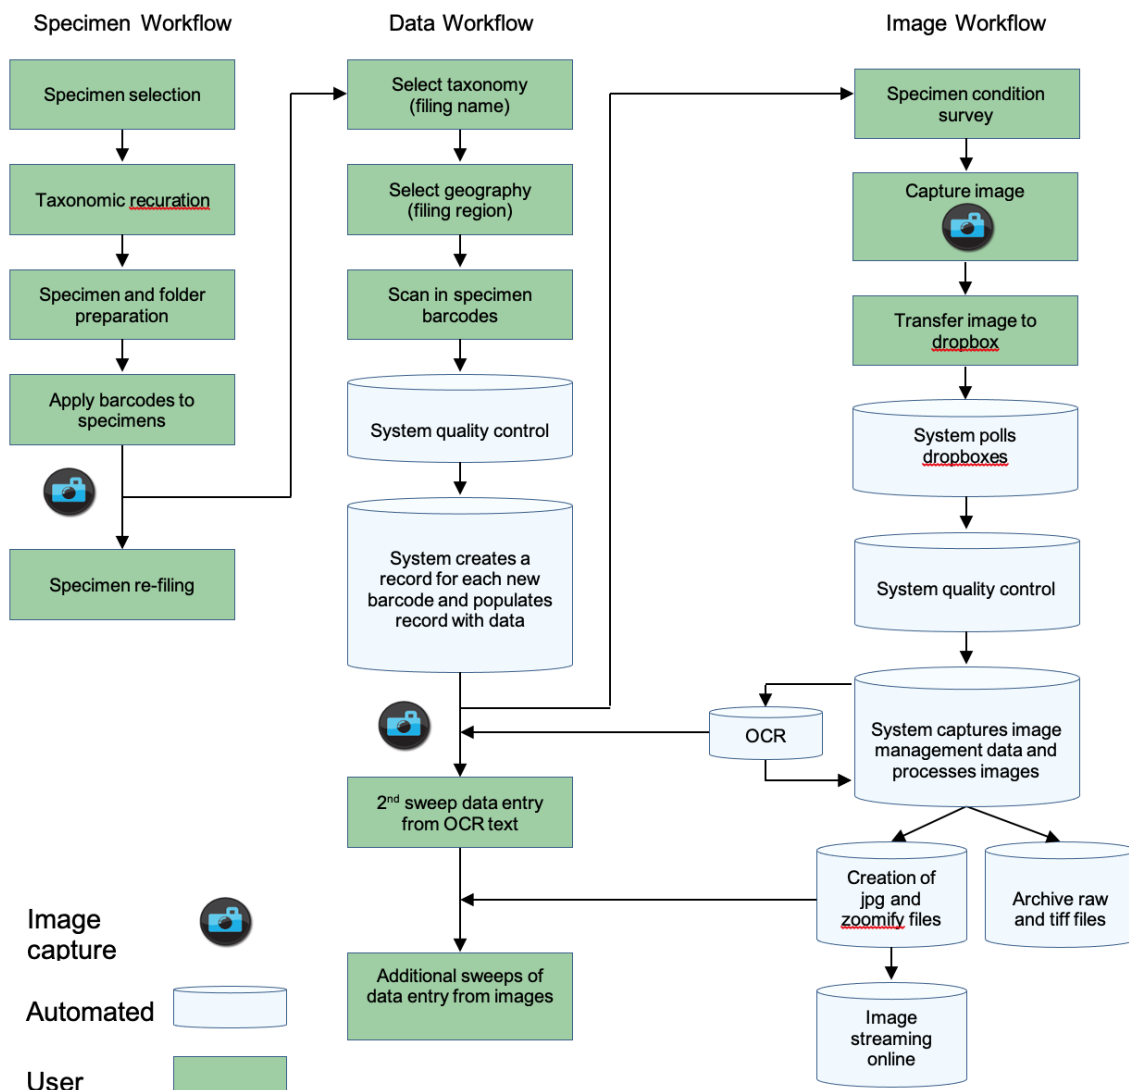 Specimen Workflow
Data Workflow
Image Workflow
Specimen selection
Taxonomic recuration
Specimen and folder
preparation
Apply barcodes to
specimens
Specimen re-filing
Select taxonomy
(filing name)
Select geography
(filing region)
Scan in specimen
barcodes
System quality control
System creates a
record for each new
barcode and populates
record with data
2nd sweep data entry
from OCR text
Additional sweeps of
data entry from images
Specimen condition
survey
Capture image
Transfer image to
dropbox
System polls
dropboxes
System quality control
System captures image
management data and
processes images
OCR
Creation of
jpg and
zoomify files
Archive raw
and tiff files
Image
streaming
online
Image
capture
Automated
User